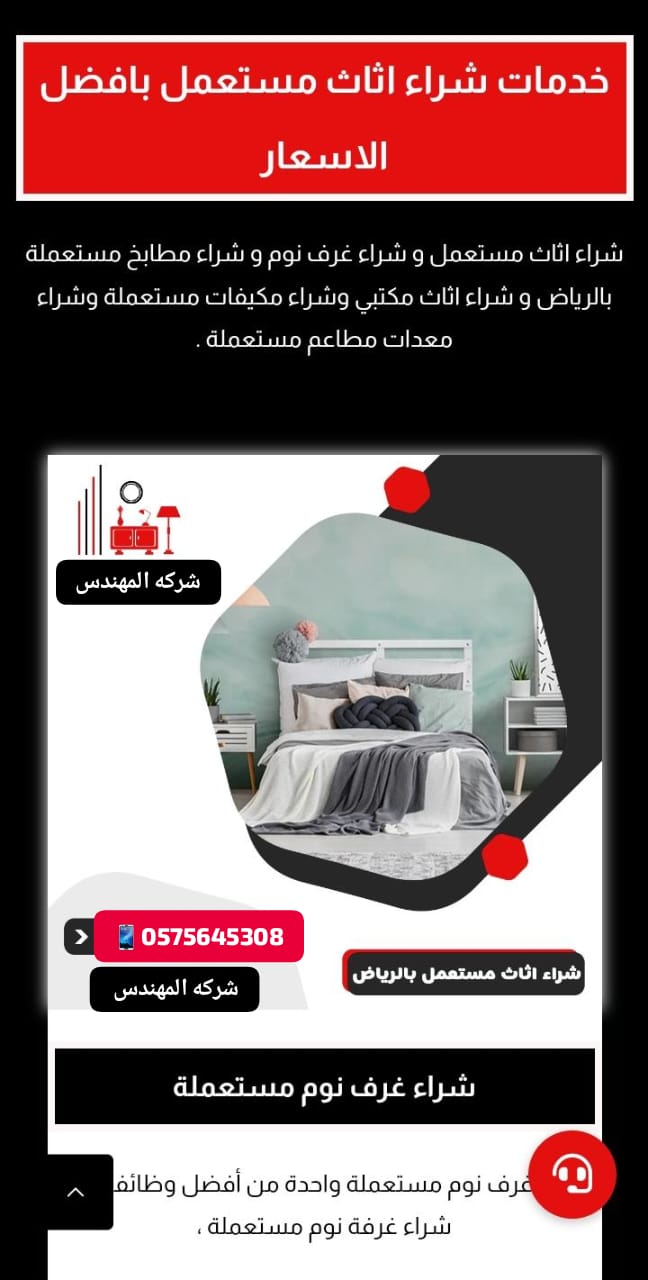 خدمات شراء اثاث مستعمل بافضل
الاسعار
شراء اثاث مستعمل و شراء غرف نوم و شراء مطابخ مستعملة
بالرياض و شراء اثاث مكتبي وشراء مكيفات مستعملة وشراء
معدات مطاعم مستعملة .
شركه المهندس
0575645308
شركه المهندس
شراء اثاث مستعمل بالرياض
شراء غرف نوم مستعملة
غرف نوم مستعملة واحدة من أفضل وظائف
شراء غرفة نوم مستعملة ،